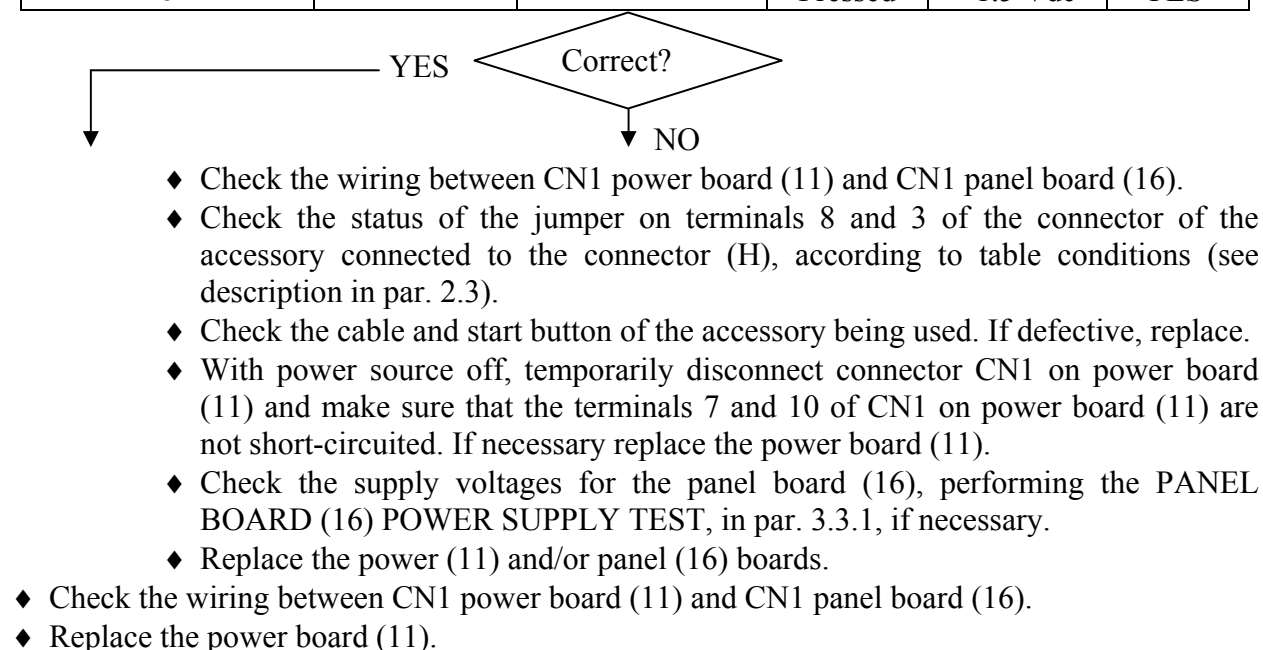 Pressed
YES
YES
Correct?
NO
♦ Check the wiring between CN1 power board (11) and CN1 panel board (16).
♦ Check the status of the jumper on terminals 8 and 3 of the connector of the
accessory connected to the connector (H), according to table conditions (see
description in par. 2.3).
♦ Check the cable and start button of the accessory being used. If defective, replace.
♦ With power source off, temporarily disconnect connector CN1 on power board
(11) and make sure that the terminals 7 and 10 of CN1 on power board (11) are
not short-circuited. If necessary replace the power board (11).
♦ Check the supply voltages for the panel board (16), performing the PANEL
BOARD (16) POWER SUPPLY TEST, in par. 3.3.1, if necessary.
♦ Replace the power (11) and/or panel (16) boards.
♦ Check the wiring between CN1 power board (11) and CN1 panel board (16).
♦ Replace the power board (11).